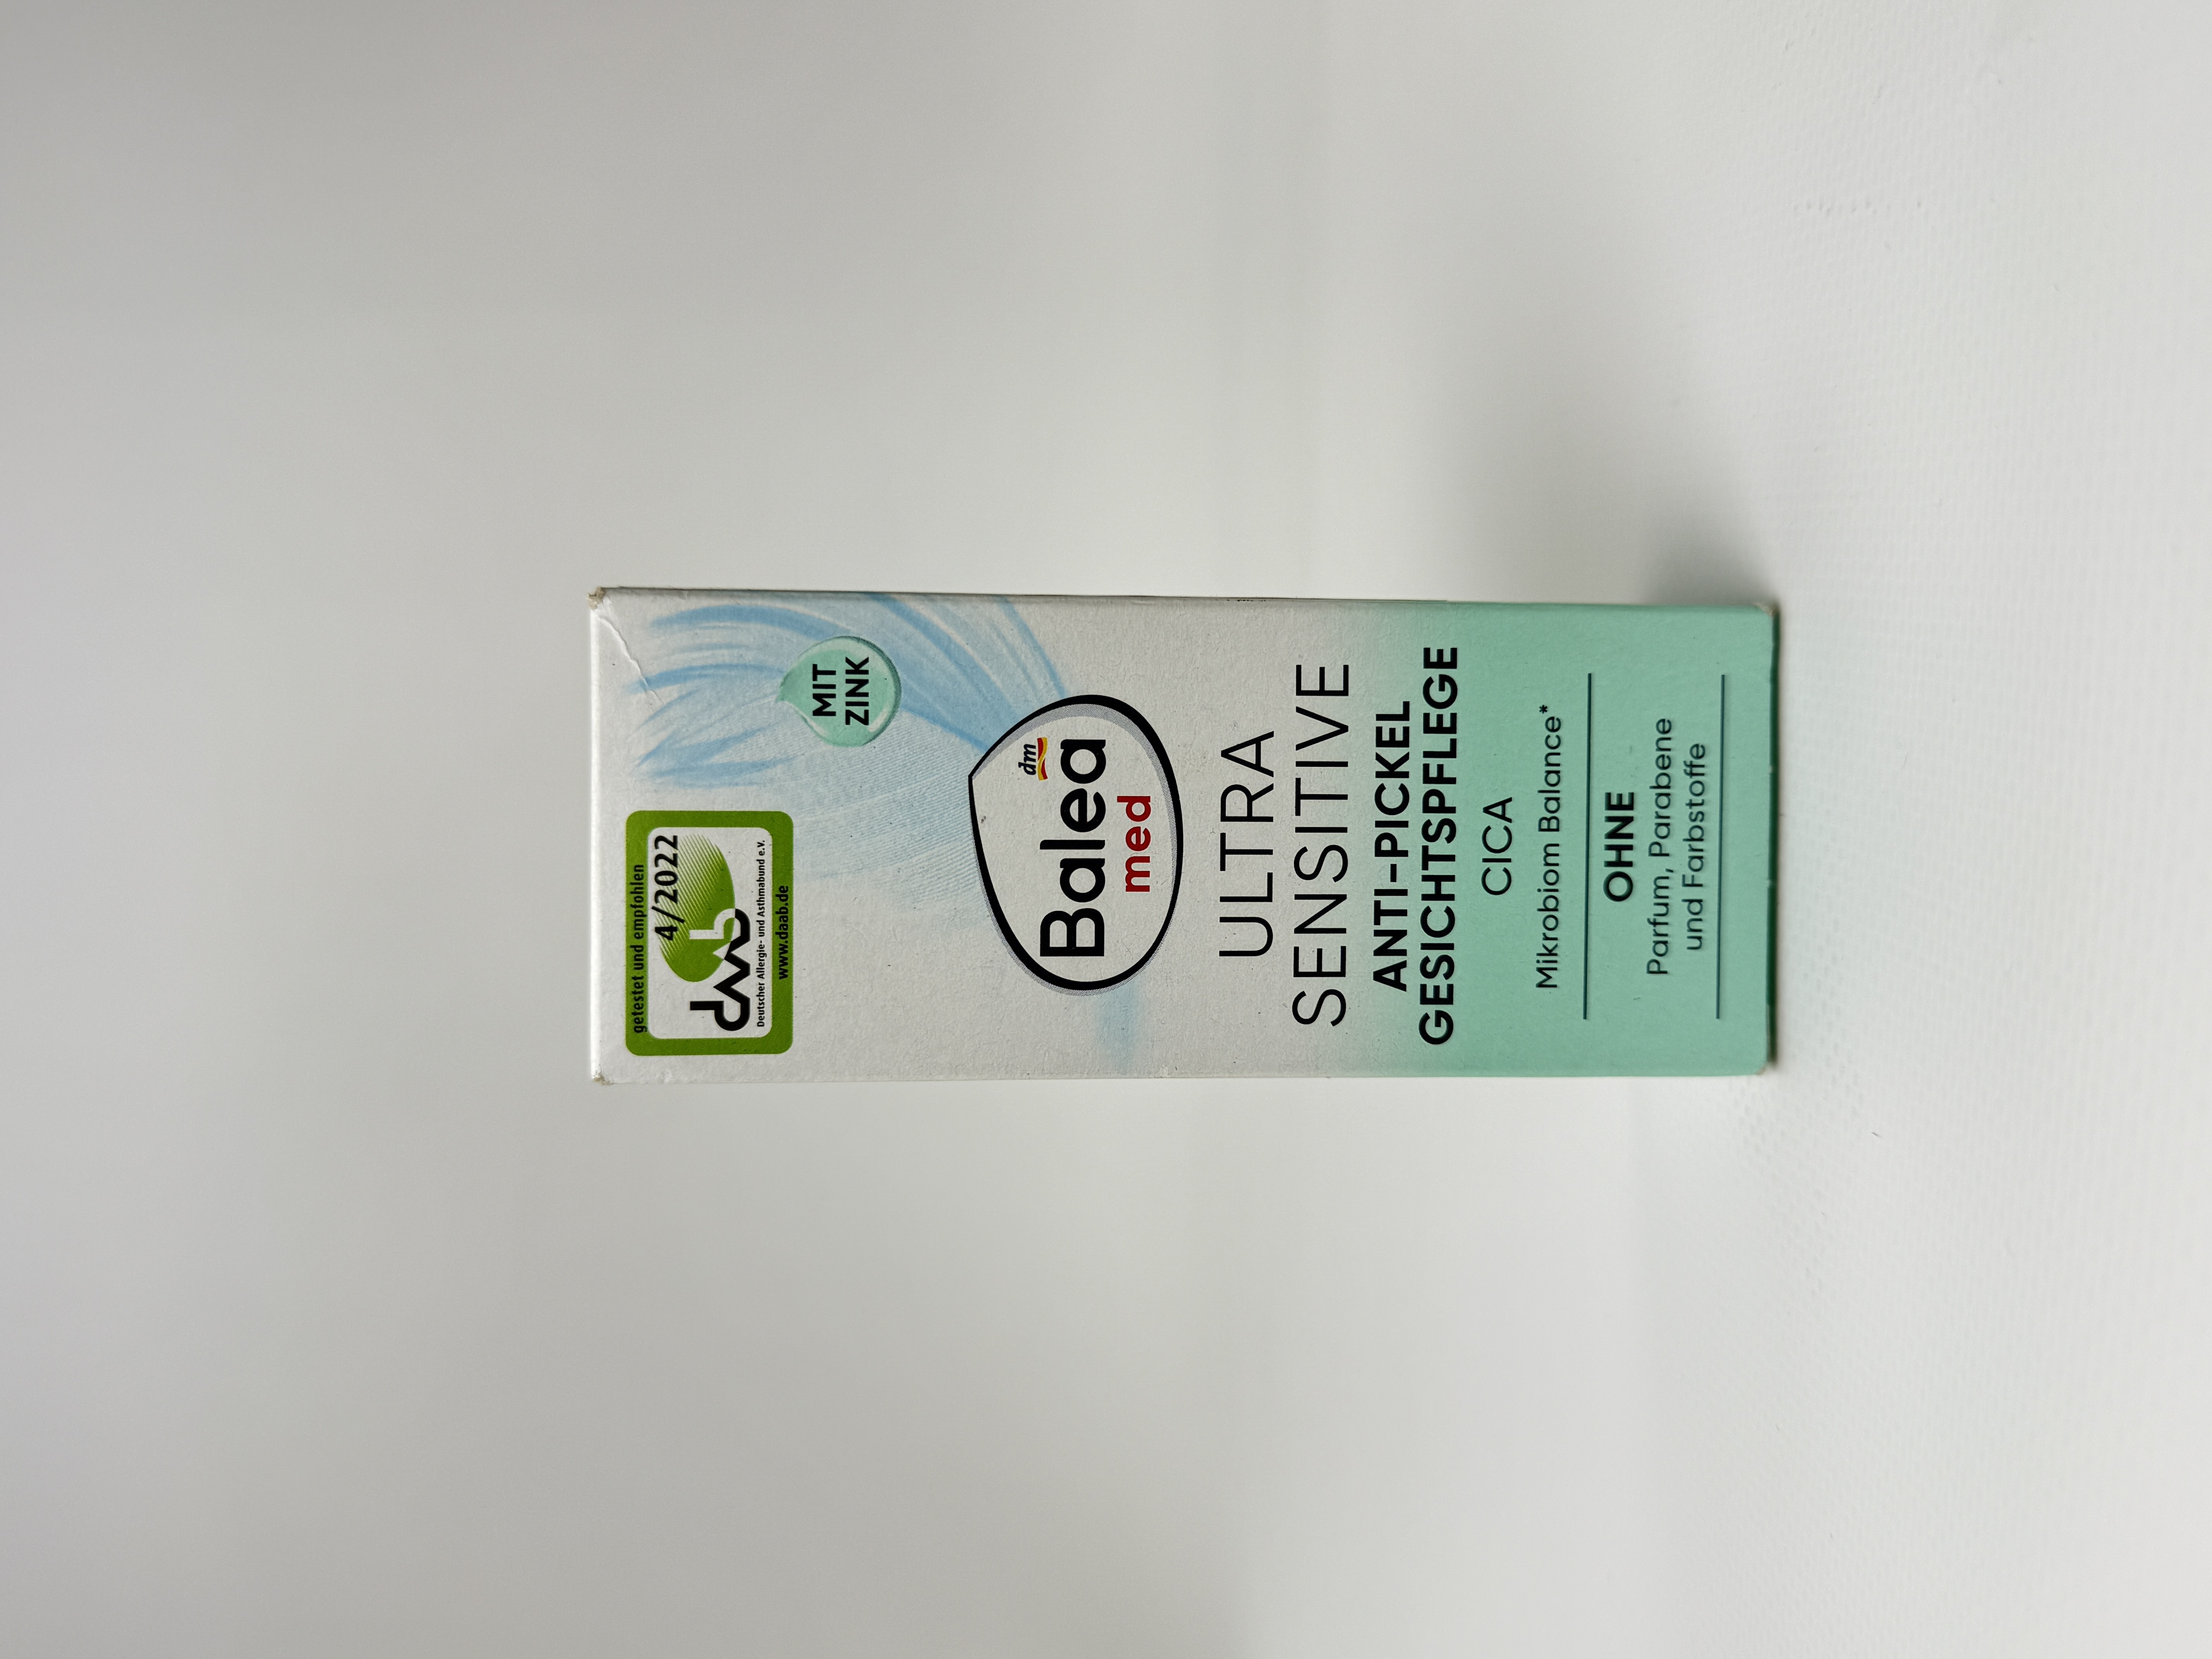 getestet und empfohlen
4/2022
daab
Deutscher Allergie- und Asthmabund e.V.
www.daab.de
MIT
ZINK
dm
Balea
med
ULTRA
SENSITIVE
ANTI-PICKEL
GESICHTSPFLEGE
CICA
Mikrobiom Balance*
OHNE
Parfum, Parabene
und Farbstoffe